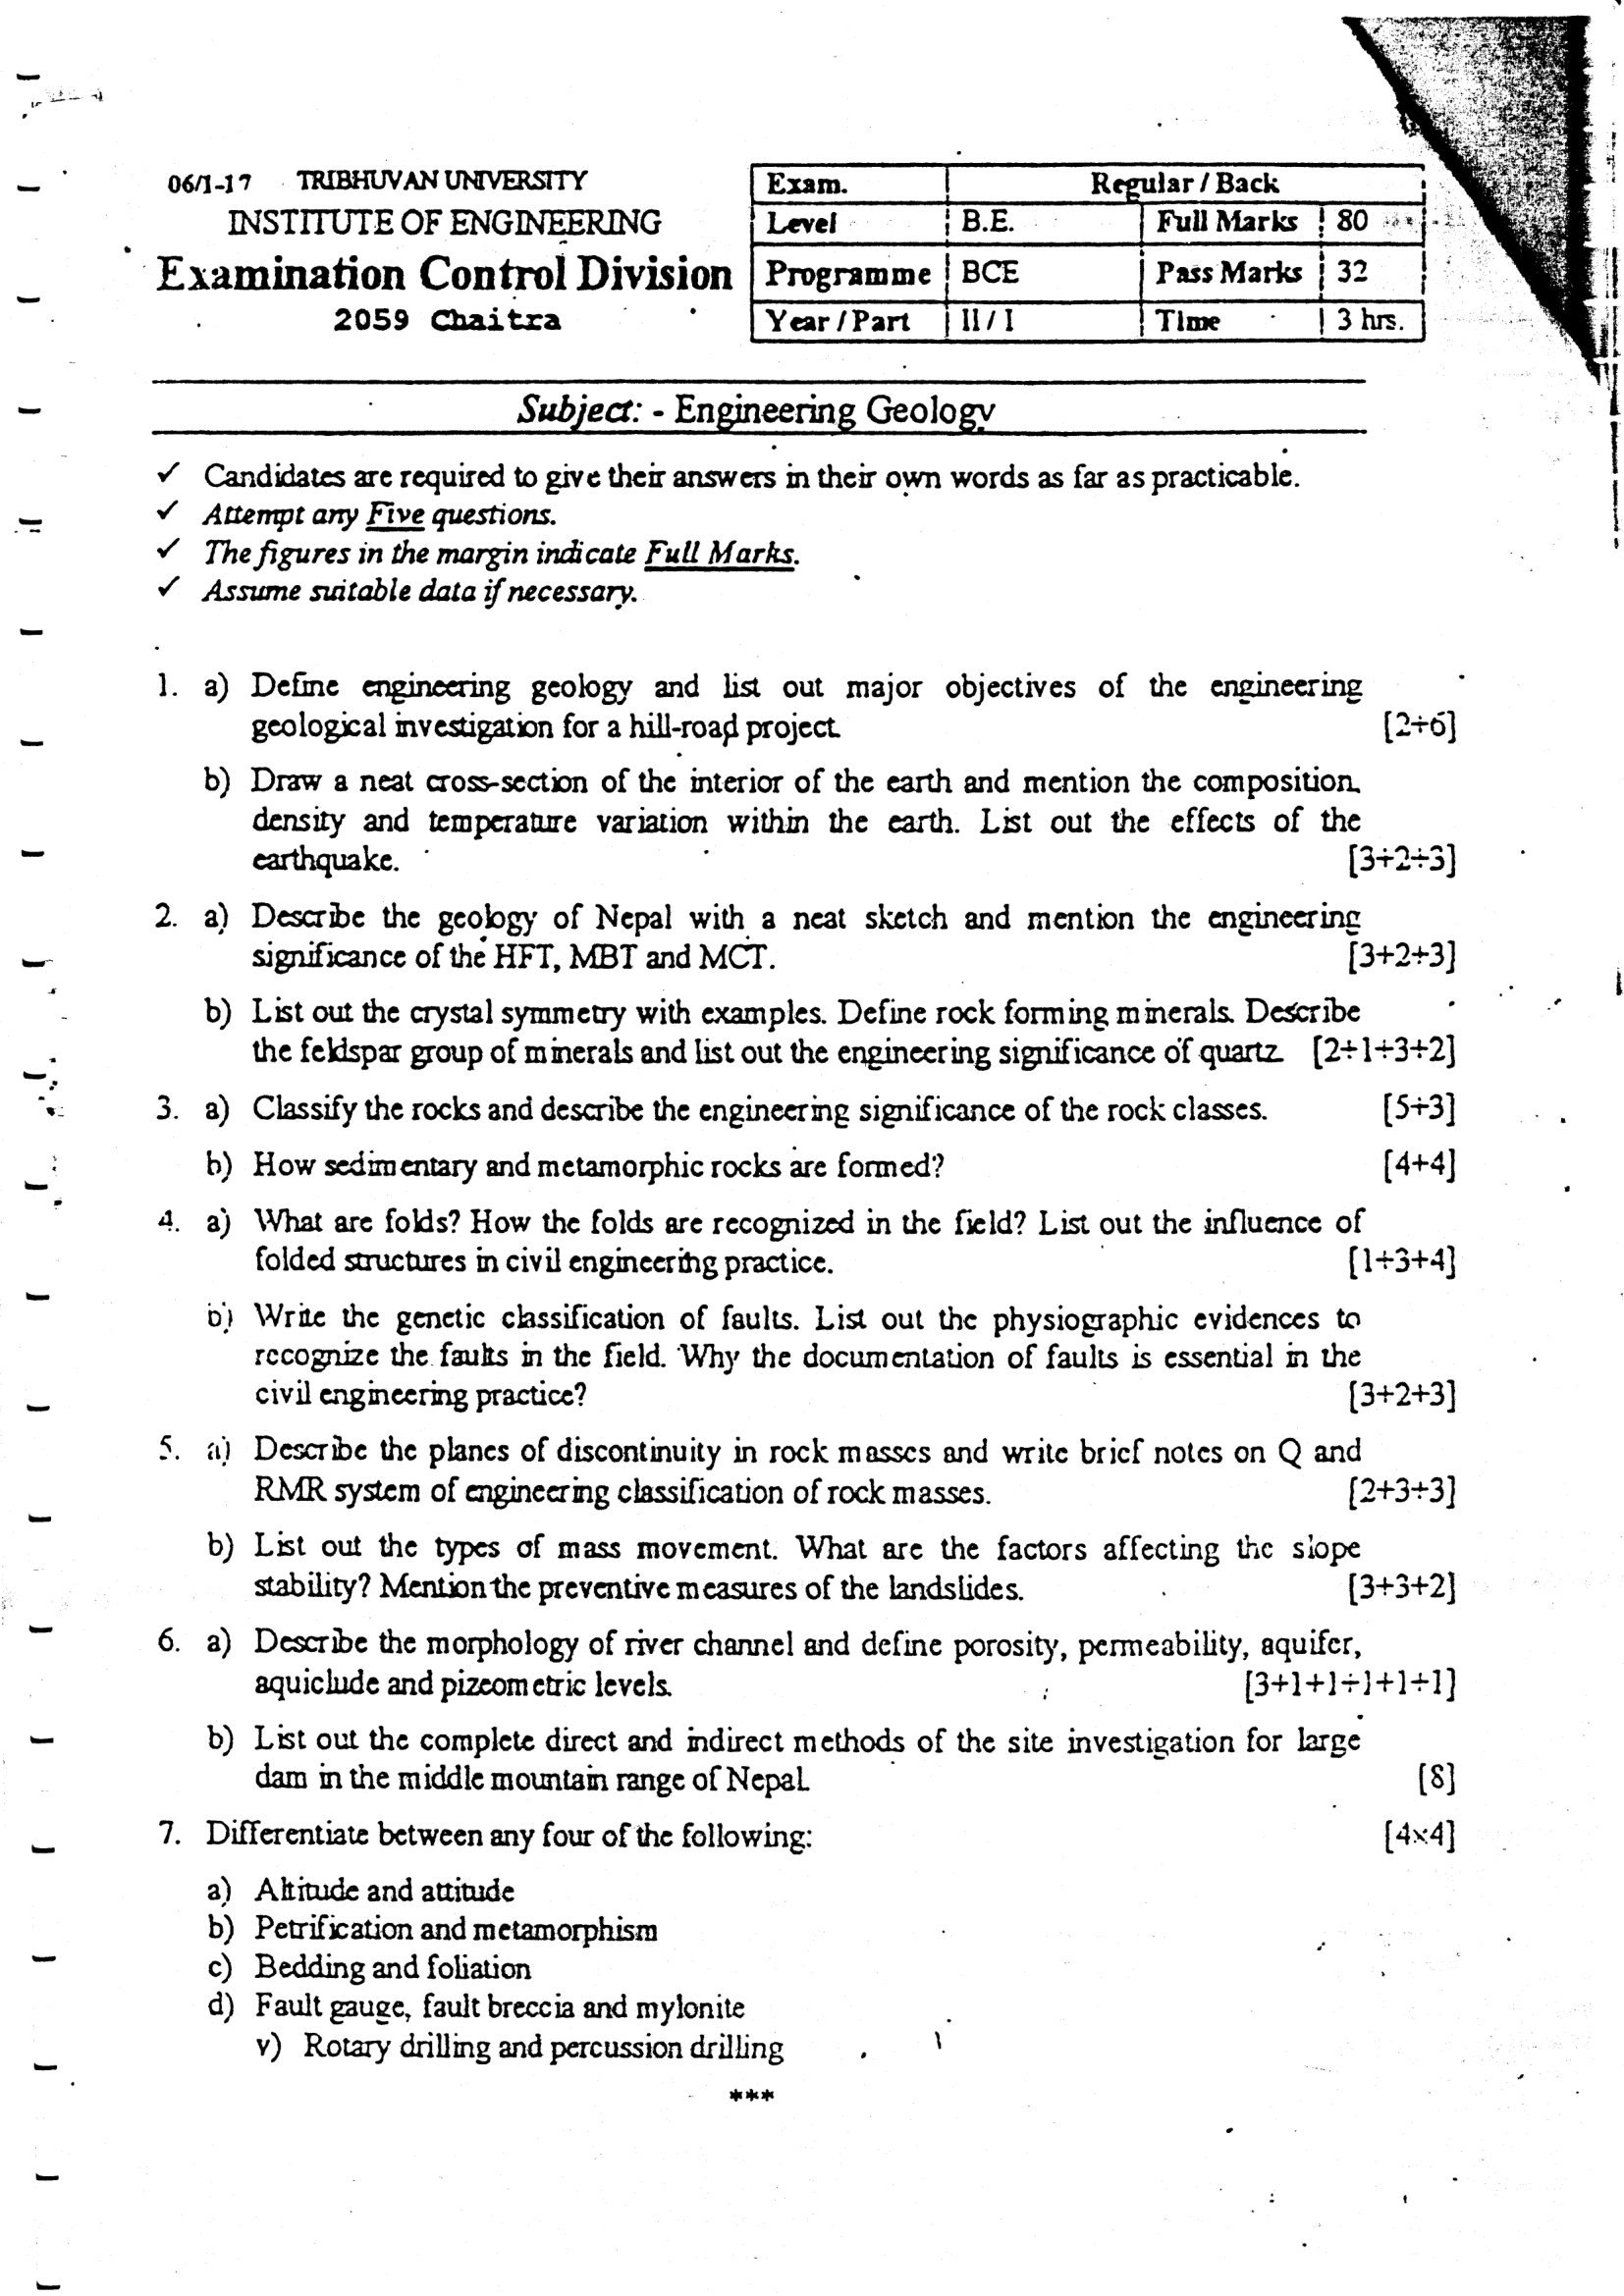 06/1-17 TRIBHUVAN UNIVERSITY
INSTITUTE OF ENGINEERING
Examination Control Division
2059 Chaitra
Exam. Regular / Back
Level B.E. Full Marks 80
Programme BCE Pass Marks 32
Year / Part II / I Time 3 hrs.
Subject: - Engineering Geology
✓ Candidates are required to give their answers in their own words as far as practicable.
✓ Attempt any Five questions.
✓ The figures in the margin indicate Full Marks.
✓ Assume suitable data if necessary.
1. a) Define engineering geology and list out major objectives of the engineering
geological investigation for a hill-road project. [2+6]
b) Draw a neat cross-section of the interior of the earth and mention the composition,
density and temperature variation within the earth. List out the effects of the
earthquake. [3+2+3]
2. a) Describe the geology of Nepal with a neat sketch and mention the engineering
significance of the HFT, MBT and MCT. [3+2+3]
b) List out the crystal symmetry with examples. Define rock forming minerals. Describe
the feldspar group of minerals and list out the engineering significance of quartz. [2+1+3+2]
3. a) Classify the rocks and describe the engineering significance of the rock classes. [5+3]
b) How sedimentary and metamorphic rocks are formed? [4+4]
4. a) What are folds? How the folds are recognized in the field? List out the influence of
folded structures in civil engineering practice. [1+3+4]
b) Write the genetic classification of faults. List out the physiographic evidences to
recognize the faults in the field. Why the documentation of faults is essential in the
civil engineering practice? [3+2+3]
5. a) Describe the planes of discontinuity in rock masses and write brief notes on Q and
RMR system of engineering classification of rock masses. [2+3+3]
b) List out the types of mass movement. What are the factors affecting the slope
stability? Mention the preventive measures of the landslides. [3+3+2]
6. a) Describe the morphology of river channel and define porosity, permeability, aquifer,
aquiclude and pizeometric levels. [3+1+1+1+1+1]
b) List out the complete direct and indirect methods of the site investigation for large
dam in the middle mountain range of Nepal. [8]
7. Differentiate between any four of the following: [4×4]
a) Altitude and attitude
b) Petrification and metamorphism
c) Bedding and foliation
d) Fault gauge, fault breccia and mylonite
v) Rotary drilling and percussion drilling
***